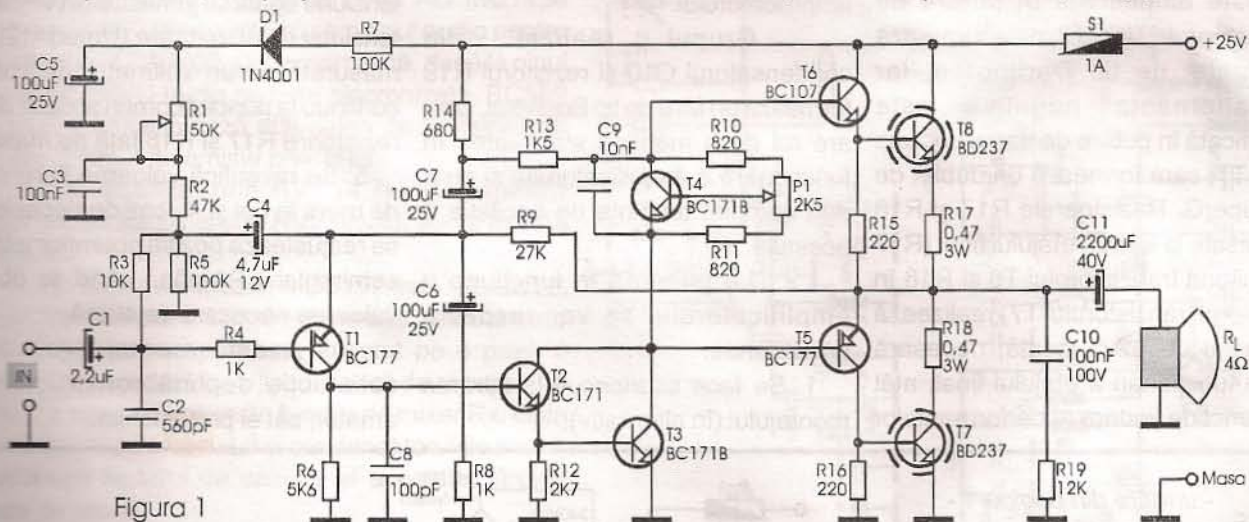 C5
100uF
25V
D1
1N4001
R7
100K
S1
1A
+25V
R1
50K
C3
100nF
R2
47K
C4
4,7uF
12V
R3
10K
R5
100K
R14
680
C7
100uF
25V
R13
1K5
C9
10nF
R9
27K
C6
100uF
25V
T4
BC171B
R10
820
P1
2K5
R11
820
T6
BC107
T8
BD237
R15
220
R17
0,47
3W
C11
2200uF
40V
C1
2,2uF
IN
C2
560pF
R4
1K
T1
BC177
T2
BC171
T3
BC171B
R6
5K6
C8
100pF
R8
1K
R12
2K7
T5
BC177
R18
0,47
3W
R16
220
T7
BD237
C10
100nF
100V
R19
12K
RL
4Ω
Masa
Figura 1